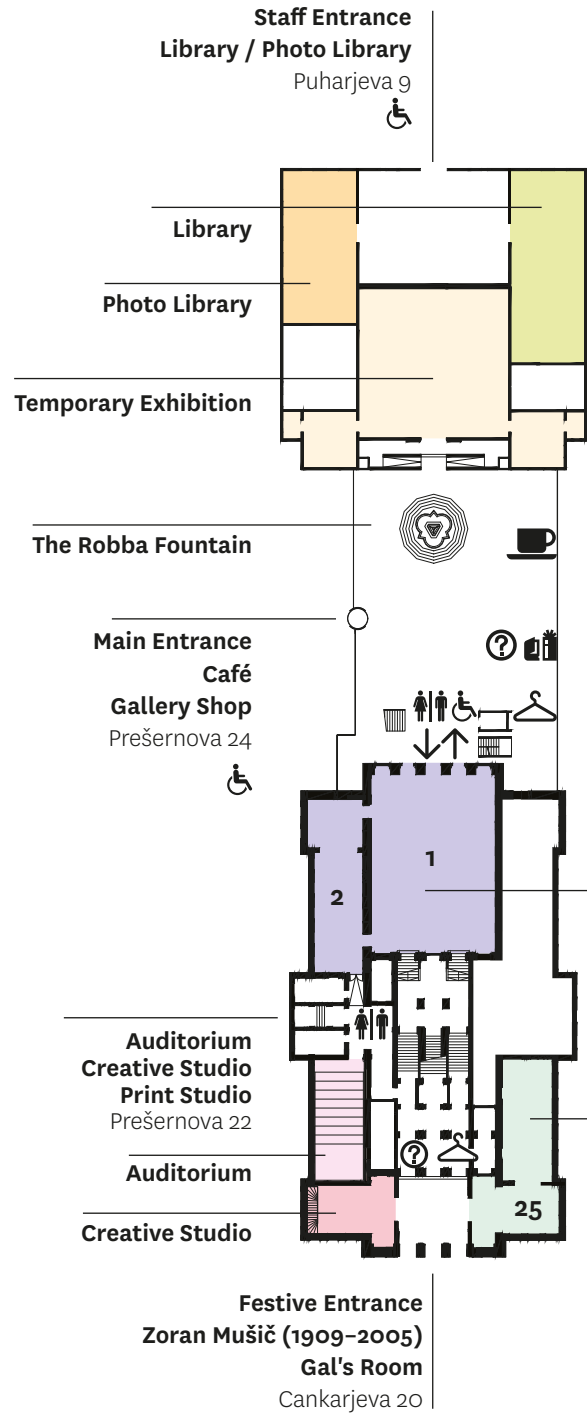 Staff Entrance
Library / Photo Library
Puharjeva 9
Library
Photo Library
Temporary Exhibition
The Robba Fountain
?
Main Entrance
Café
Gallery Shop
Prešernova 24
1
2
Auditorium
Creative Studio
Print Studio
Prešernova 22
Auditorium
?
25
Creative Studio
Festive Entrance
Zoran Mušič (1909–2005)
Gal's Room
Cankarjeva 20